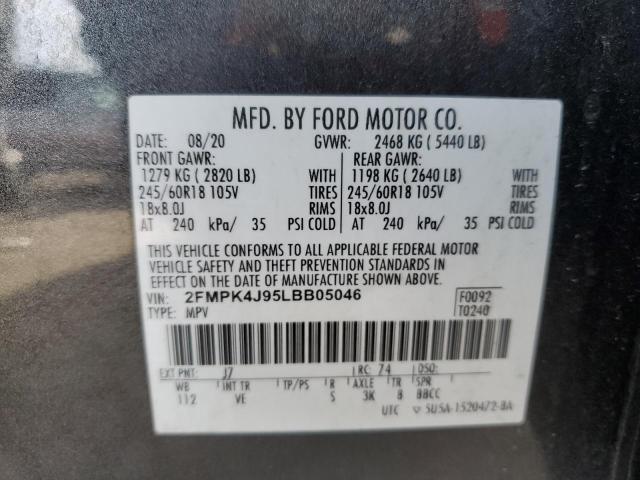 MFD. BY FORD MOTOR CO.
DATE: 08/20 GVWR: 2468 KG ( 5440 LB)
FRONT GAWR: REAR GAWR:
1279 KG ( 2820 LB) WITH 1198 KG ( 2640 LB) WITH
245/60R18 105V TIRES 245/60R18 105V TIRES
18x8.0J RIMS 18x8.0J RIMS
AT 240 kPa/ 35 PSI COLD AT 240 kPa/ 35 PSI COLD
THIS VEHICLE CONFORMS TO ALL APPLICABLE FEDERAL MOTOR
VEHICLE SAFETY AND THEFT PREVENTION STANDARDS IN
EFFECT ON THE DATE OF MANUFACTURE SHOWN ABOVE.
VIN: 2FMPK4J95LBB05046 F0092
TYPE: MPV T0240
EXT PNT: J7 RC: 74 DSO:
WB INT TR TP/PS R AXLE TR SPR
112 VE S 3K 8 BBCC
UTC 5U5A-1520472-BA